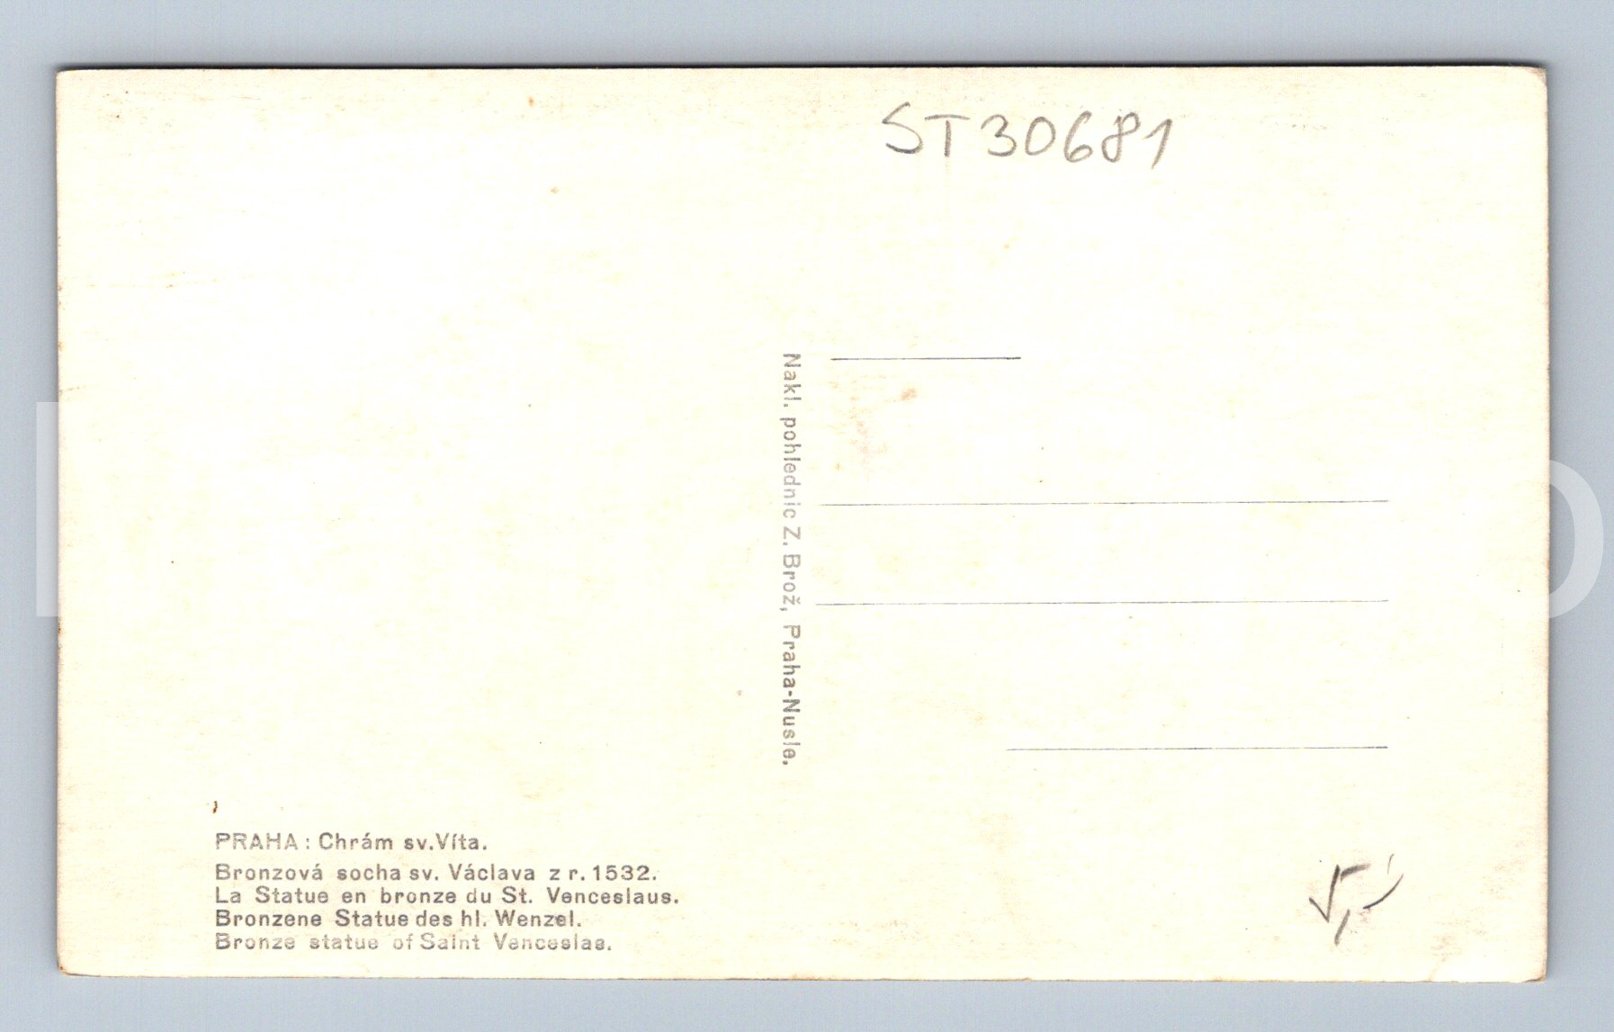 ST30681
Nakl. pohlednic Z. Brož, Praha-Nusle.
PRAHA: Chrám sv. Víta.
Bronzová socha sv. Václava z r. 1532.
La Statue en bronze du St. Venceslaus.
Bronzene Statue des hl. Wenzel.
Bronze statue of Saint Venceslas.